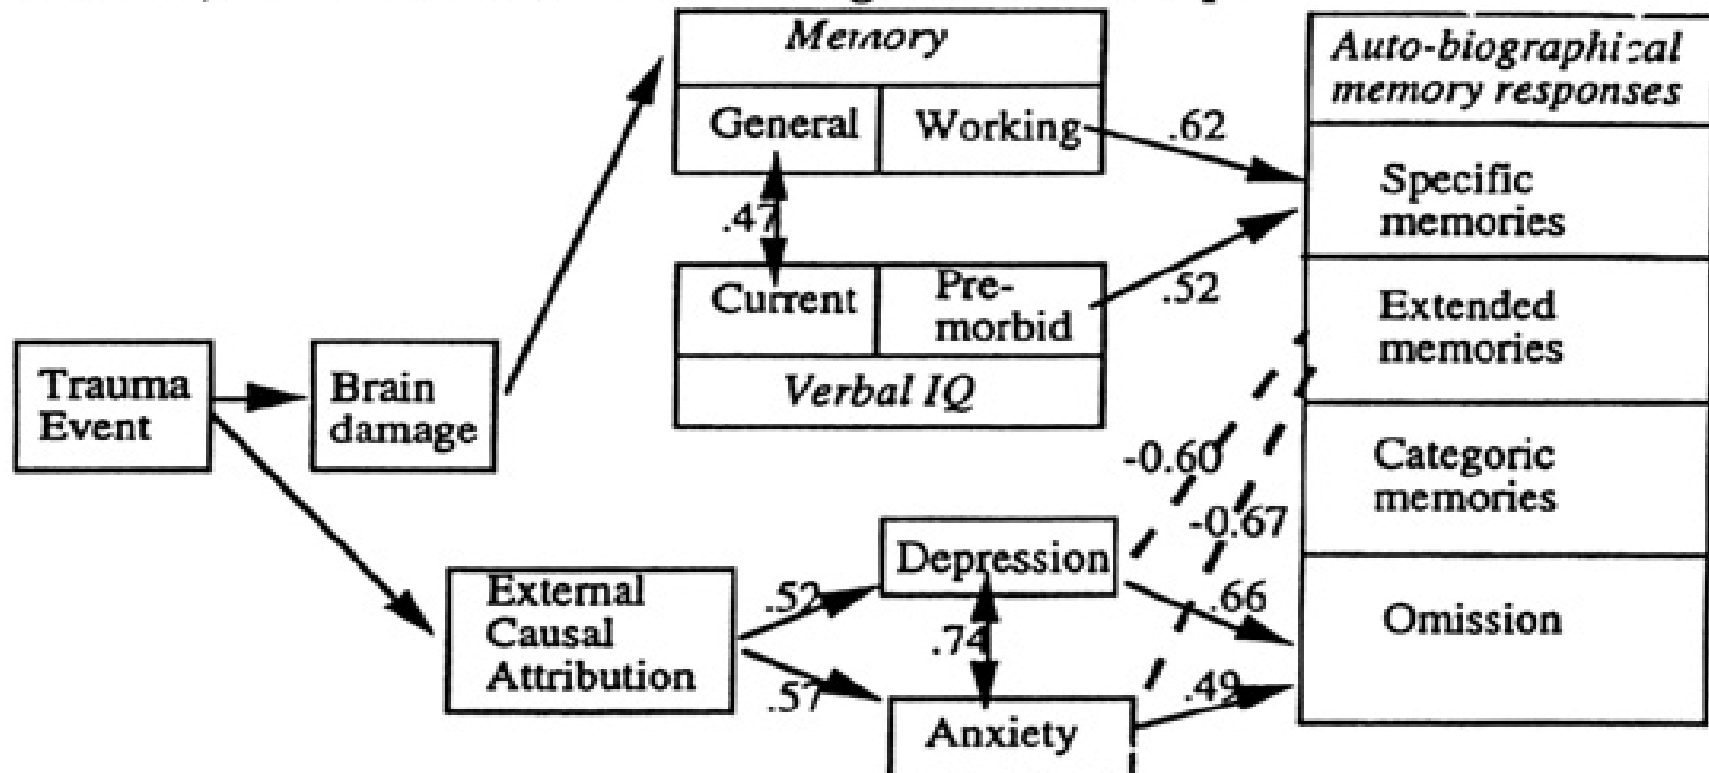 Memory
General
Working
.62
.47
Current
Pre-
morbid
.52
Verbal IQ
Auto-biographical
memory responses
Specific
memories
Extended
memories
Categoric
memories
Omission
Trauma
Event
Brain
damage
-0.60
-0.67
External
Causal
Attribution
.52
.57
Depression
.74
Anxiety
.66
.49